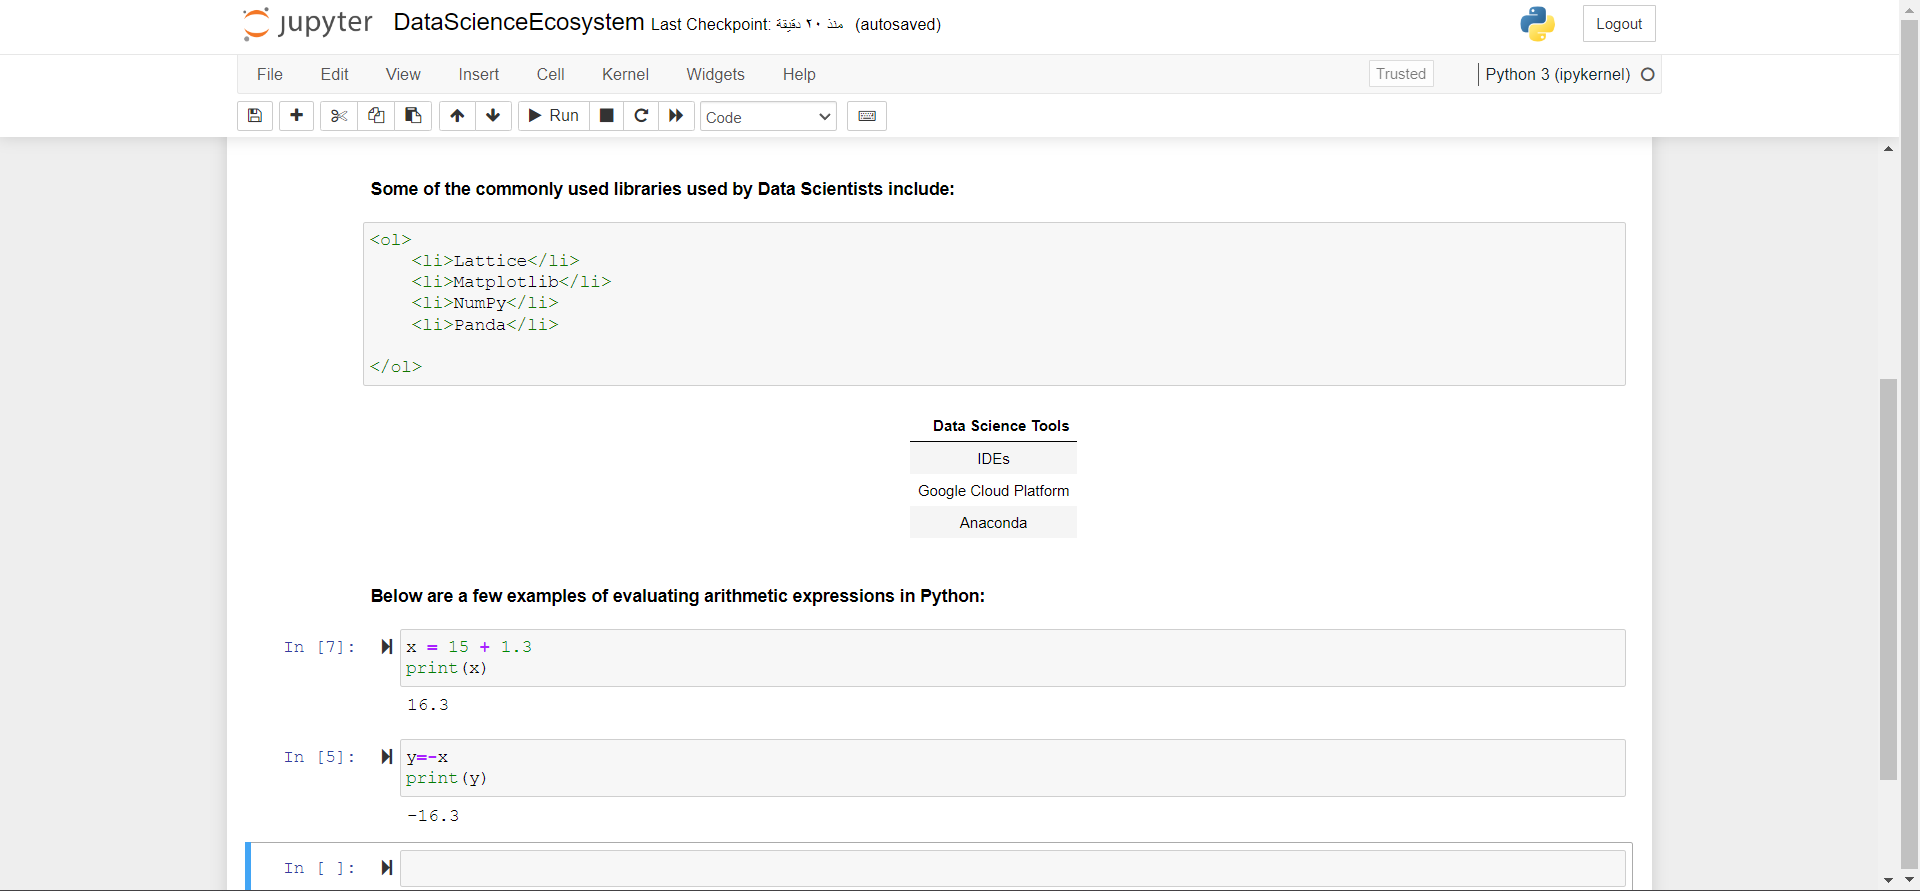 jupyter DataScienceEcosystem Last Checkpoint: منذ ٢٠ دقيقة (autosaved) Logout
File Edit View Insert Cell Kernel Widgets Help Trusted Python 3 (ipykernel)
Run Code
Some of the commonly used libraries used by Data Scientists include:
<ol>
    <li>Lattice</li>
    <li>Matplotlib</li>
    <li>NumPy</li>
    <li>Panda</li>
</ol>
Data Science Tools
IDEs
Google Cloud Platform
Anaconda
Below are a few examples of evaluating arithmetic expressions in Python:
In [7]: x = 15 + 1.3
print(x)
16.3
In [5]: y=-x
print(y)
-16.3
In [ ]: